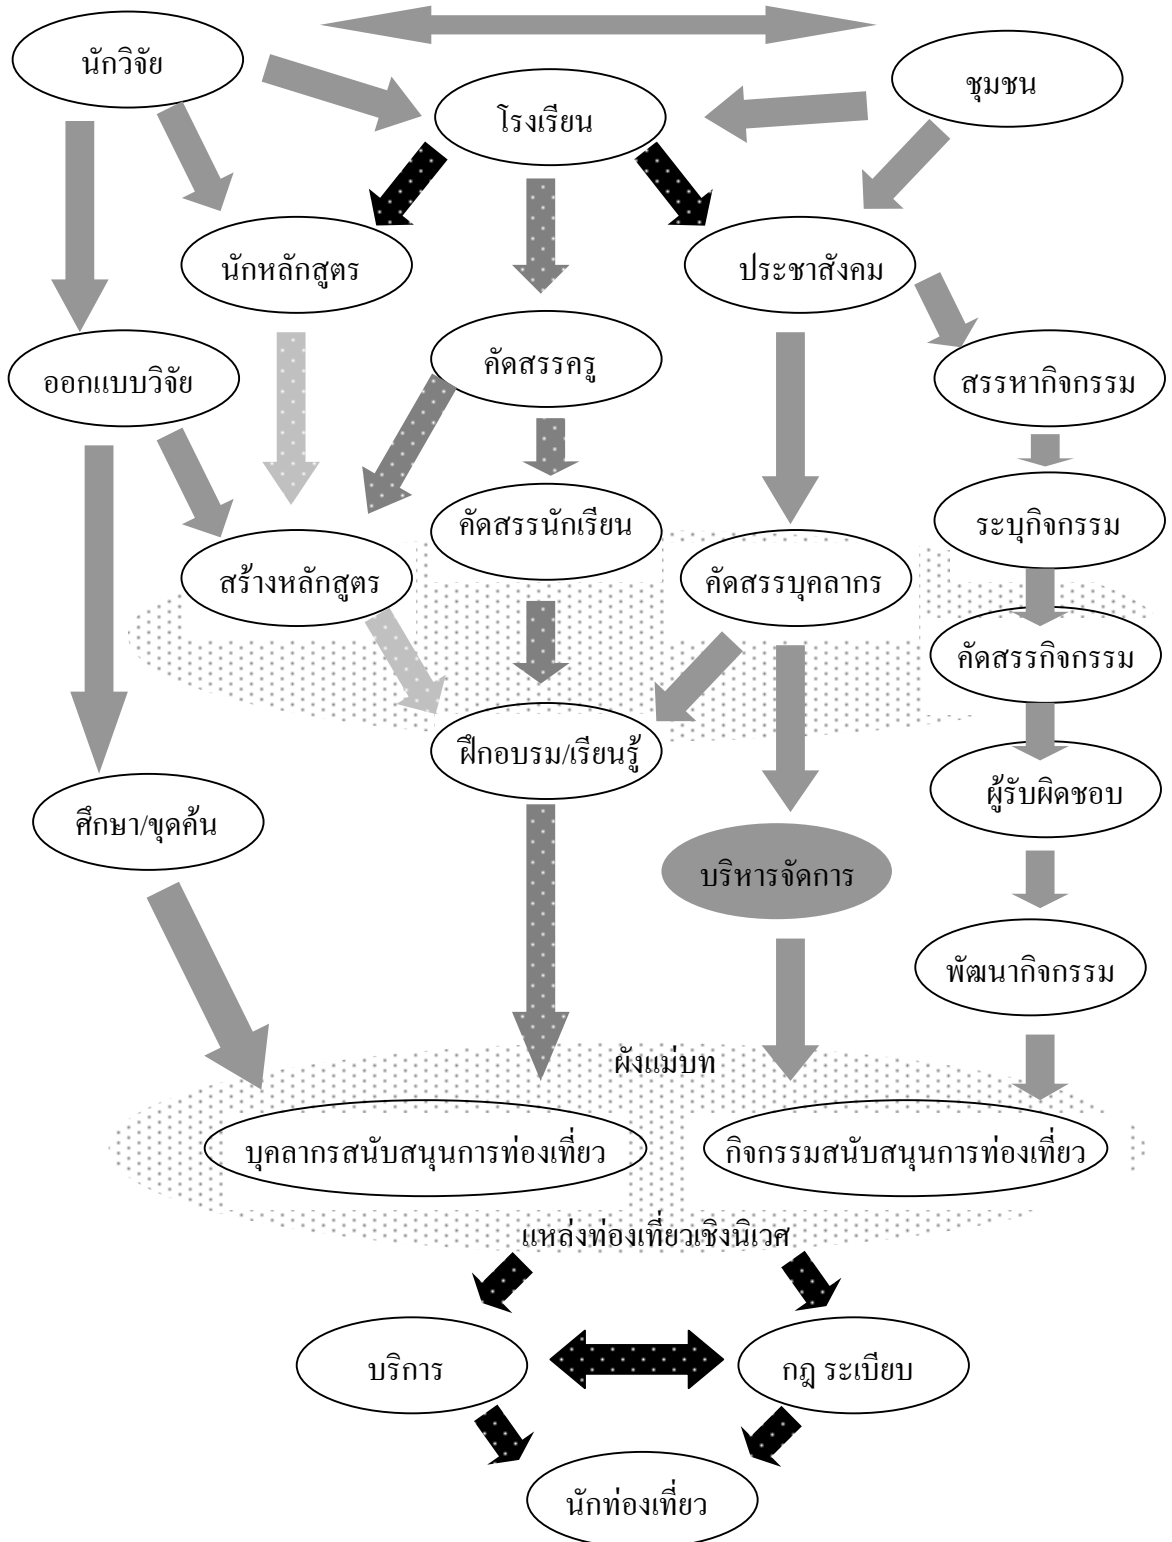 นักวิจัย
ชุมชน
โรงเรียน
นักหลักสูตร
ประชาสังคม
คัดสรรครู
ออกแบบวิจัย
สรรหากิจกรรม
คัดสรรนักเรียน
ระบุกิจกรรม
สร้างหลักสูตร
คัดสรรบุคลากร
คัดสรรกิจกรรม
ฝึกอบรม/เรียนรู้
ผู้รับผิดชอบ
ศึกษา/ขุดค้น
บริหารจัดการ
พัฒนากิจกรรม
ผังแม่บท
บุคลากรสนับสนุนการท่องเที่ยว
กิจกรรมสนับสนุนการท่องเที่ยว
แหล่งท่องเที่ยวเชิงนิเวศ
บริการ
กฎ ระเบียบ
นักท่องเที่ยว